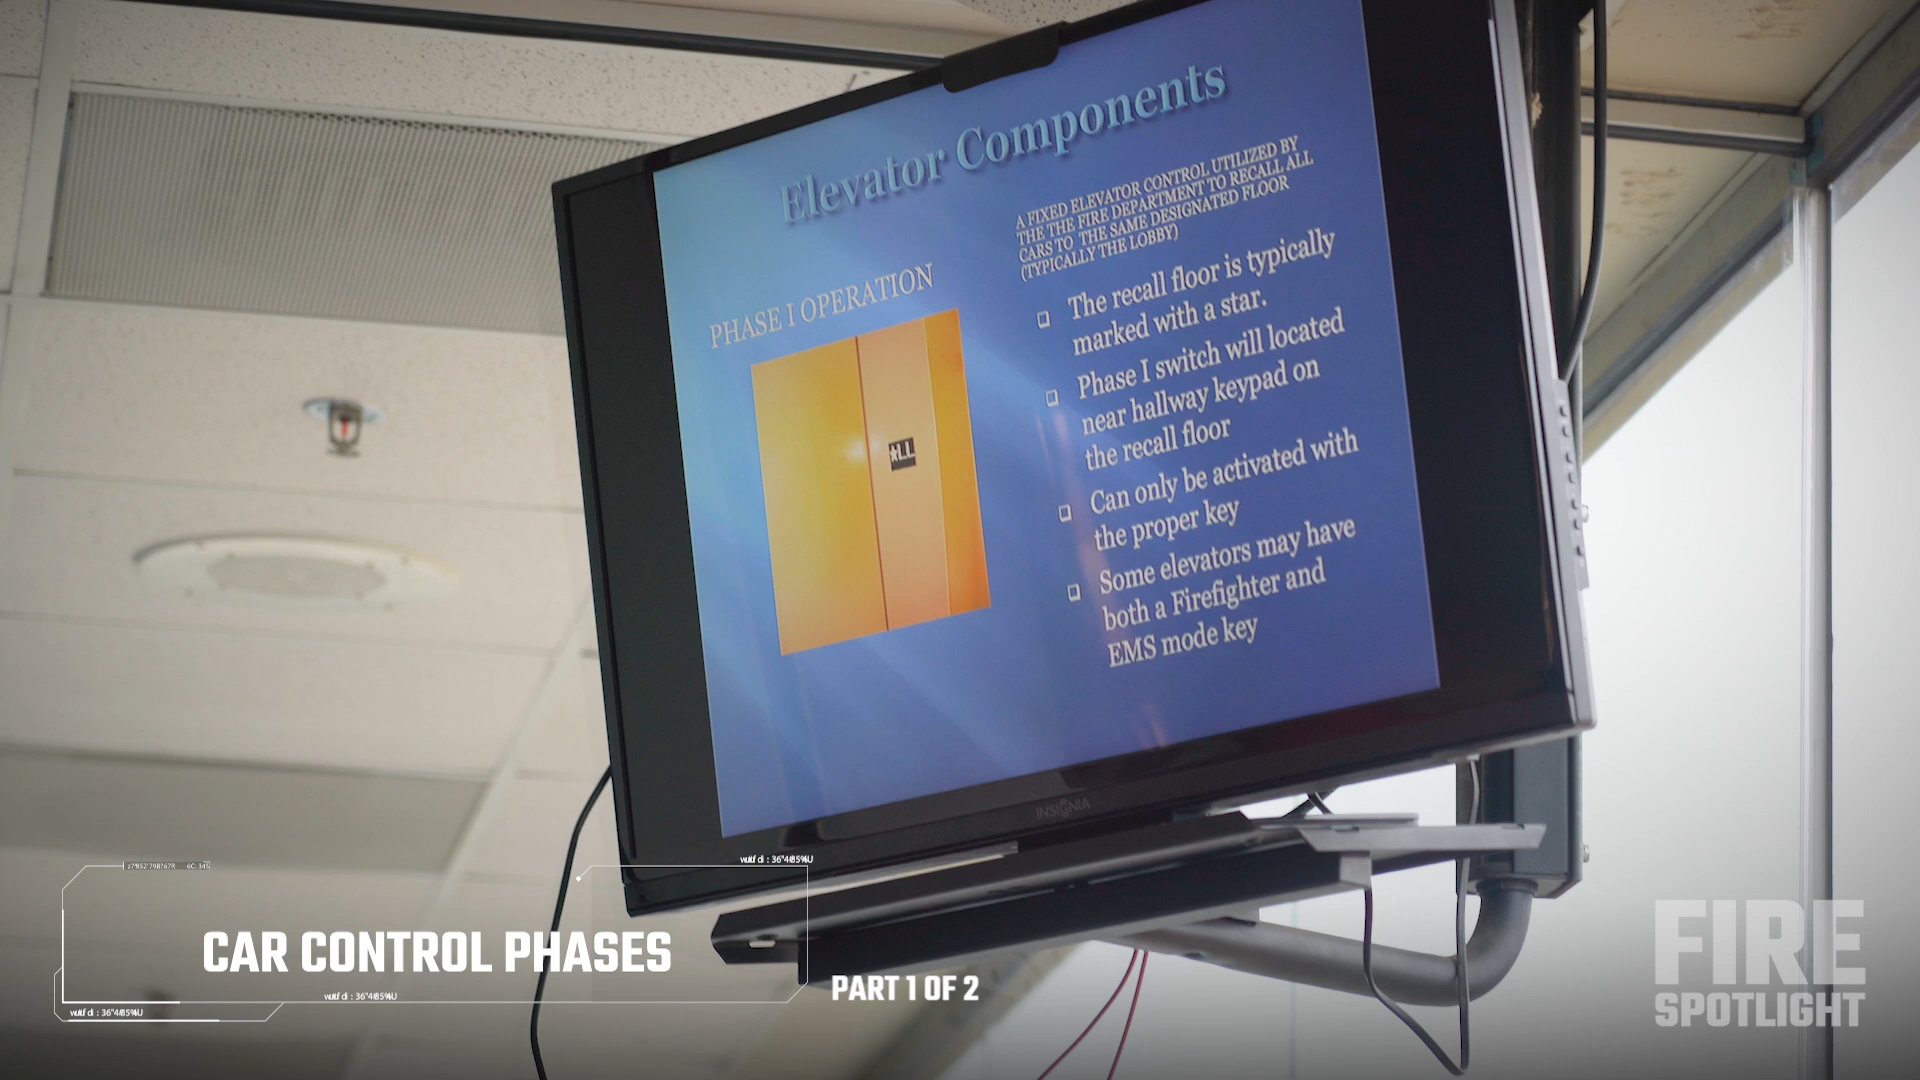 Elevator Components
PHASE I OPERATION
★LL
A FIXED ELEVATOR CONTROL UTILIZED BY
THE THE FIRE DEPARTMENT TO RECALL ALL
CARS TO THE SAME DESIGNATED FLOOR
(TYPICALLY THE LOBBY)
The recall floor is typically
marked with a star.
Phase I switch will located
near hallway keypad on
the recall floor
Can only be activated with
the proper key
Some elevators may have
both a Firefighter and
EMS mode key
INSIGNIA
CAR CONTROL PHASES
PART 1 OF 2
FIRE
SPOTLIGHT